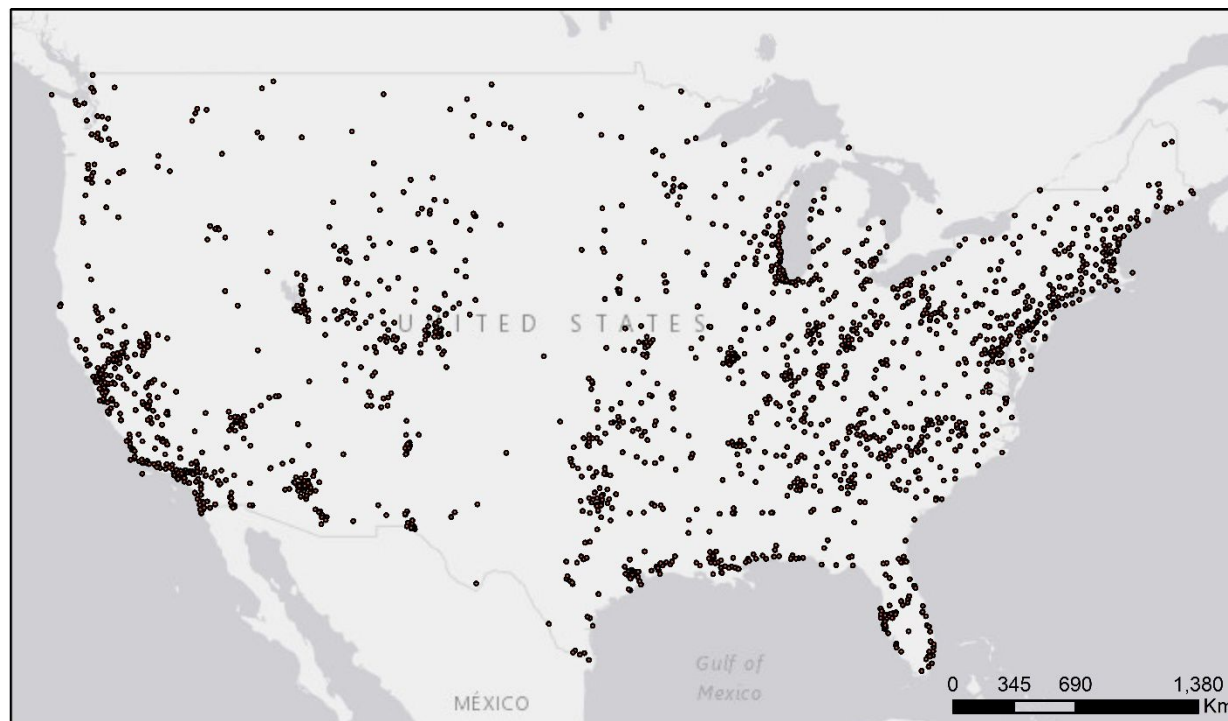 UNITED STATES
Gulf of
Mexico
MÉXICO
0 345 690 1,380
Km